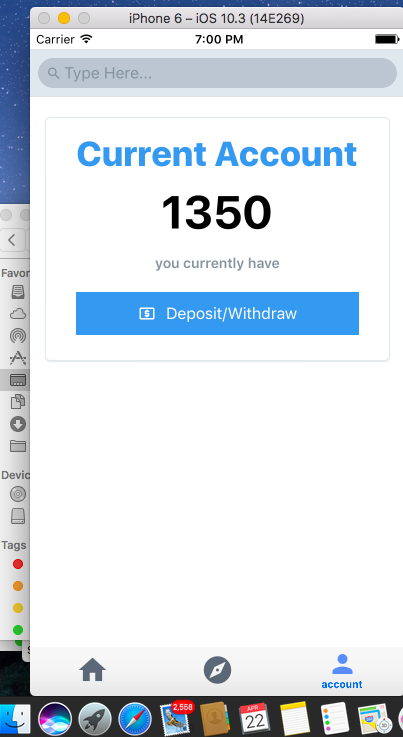 iPhone 6 – iOS 10.3 (14E269)
Carrier
7:00 PM
Type Here...
Current Account
1350
you currently have
Deposit/Withdraw
Favor
Devic
Tags
account
2,558
APR
22